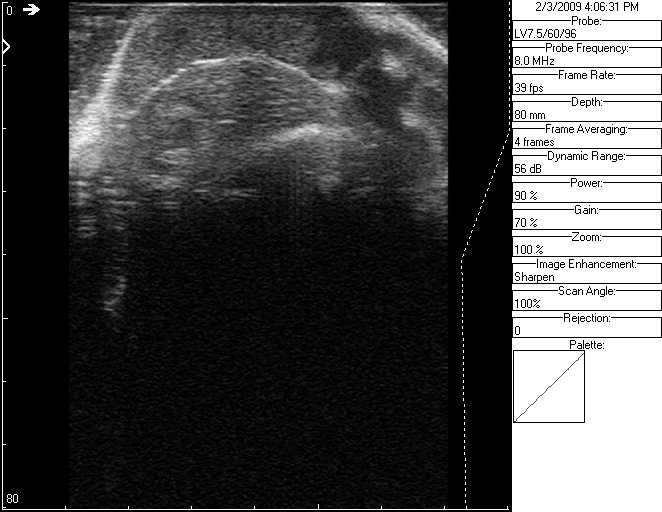 0
80
2/3/2009 4:06:31 PM
Probe:
LV7.5/60/96
Probe Frequency:
8.0 MHz
Frame Rate:
39 fps
Depth:
80 mm
Frame Averaging:
4 frames
Dynamic Range:
56 dB
Power:
90 %
Gain:
70 %
Zoom:
100 %
Image Enhancement:
Sharpen
Scan Angle:
100%
Rejection:
0
Palette: